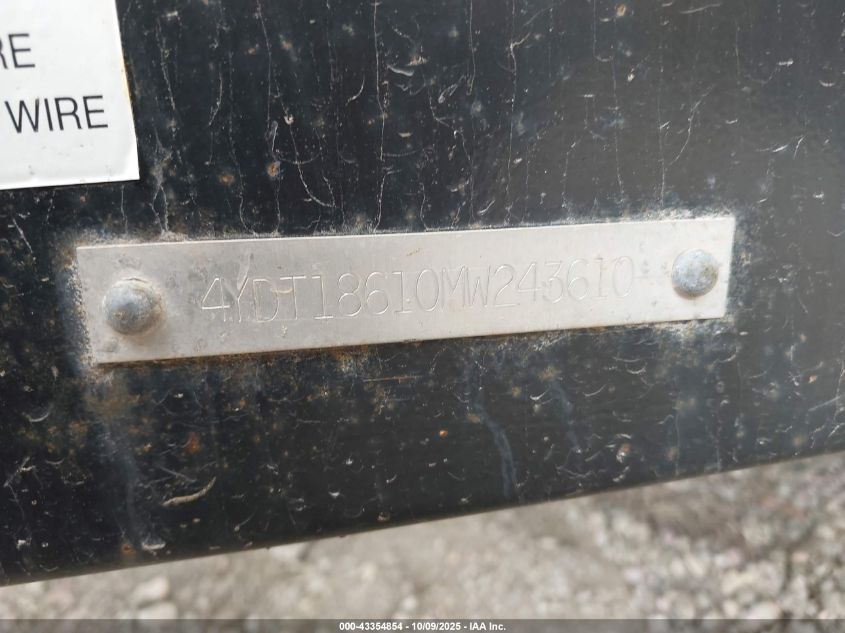 RE
WIRE
4YDT18610MW243610
000-43354854 - 10/09/2025 - IAA Inc.